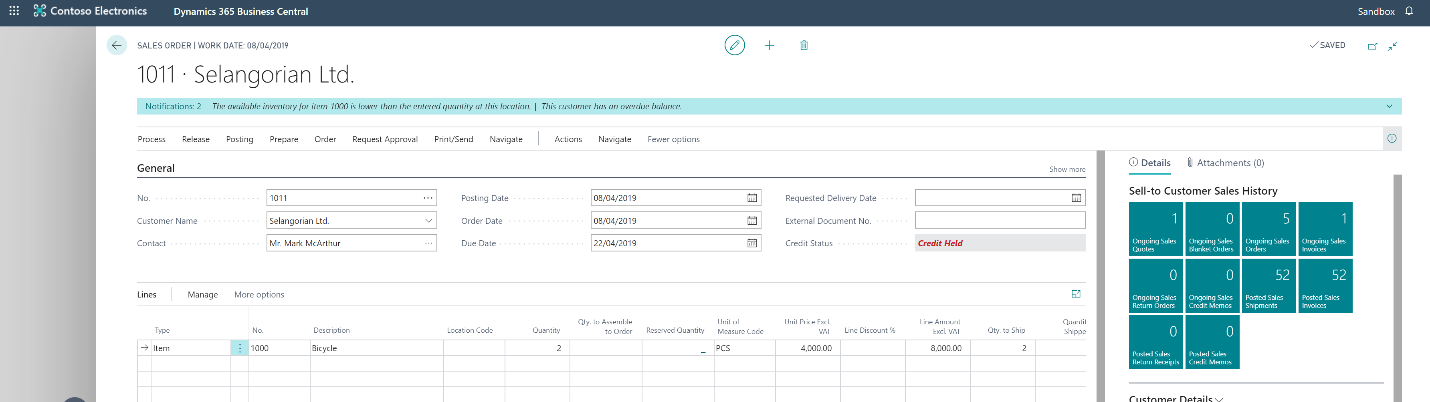 Contoso Electronics Dynamics 365 Business Central Sandbox
SALES ORDER | WORK DATE: 08/04/2019 SAVED
1011 · Selangorian Ltd.
Notifications: 2 The available inventory for item 1000 is lower than the entered quantity at this location. | This customer has an overdue balance.
Process Release Posting Prepare Order Request Approval Print/Send Navigate Actions Navigate Fewer options
General Show more
No. 1011 Posting Date 08/04/2019 Requested Delivery Date
Customer Name Selangorian Ltd. Order Date 08/04/2019 External Document No.
Contact Mr. Mark McArthur Due Date 22/04/2019 Credit Status Credit Held
Lines Manage More options
Type No. Description Location Code Quantity Qty. to Assemble to Order Reserved Quantity Unit of Measure Code Unit Price Excl. VAT Line Discount % Line Amount Excl. VAT Qty. to Ship Quantit Shippe
Item 1000 Bicycle 2 _ PCS 4,000.00 8,000.00 2
Details Attachments (0)
Sell-to Customer Sales History
1 Ongoing Sales Quotes
0 Ongoing Sales Blanket Orders
5 Ongoing Sales Orders
1 Ongoing Sales Invoices
0 Ongoing Sales Return Orders
0 Ongoing Sales Credit Memos
52 Posted Sales Shipments
52 Posted Sales Invoices
0 Posted Sales Return Receipts
0 Posted Sales Credit Memos
Customer Details